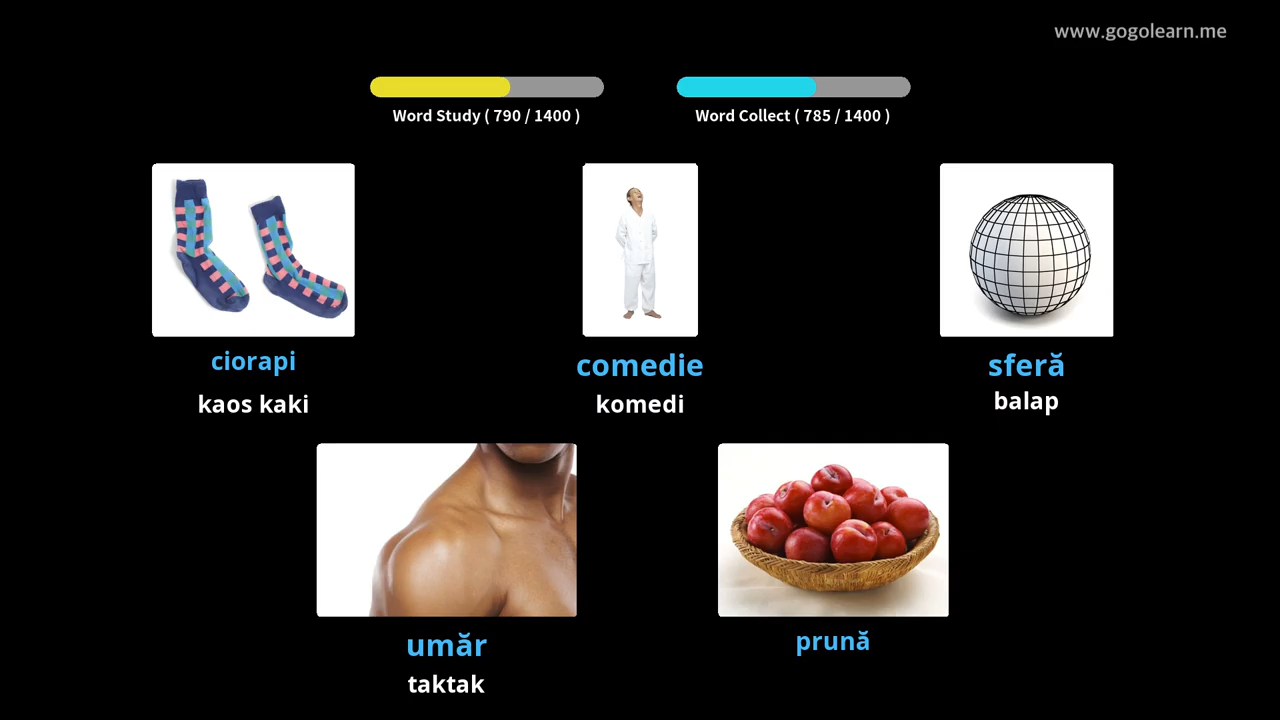 www.gogolearn.me
Word Study ( 790 / 1400 )
Word Collect ( 785 / 1400 )
ciorapi
kaos kaki
comedie
komedi
sferă
balap
umăr
taktak
prună